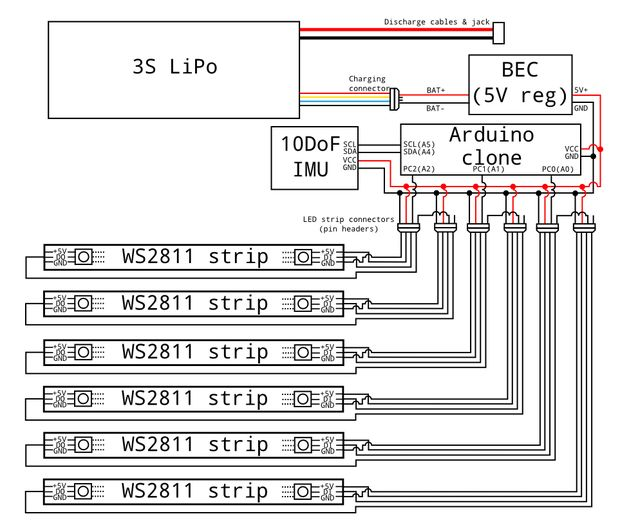 Discharge cables & jack
3S LiPo
BEC
(5V reg)
Charging
connector
BAT+
BAT-
5V+
GND
10DoF
IMU
SCL
SDA
VCC
GND
Arduino
clone
SCL(A5)
SDA(A4)
VCC
GND
PC2(A2)
PC1(A1)
PC0(A0)
LED strip connectors
(pin headers)
+5V
DO
GND
WS2811 strip
+5V
DI
GND
+5V
DO
GND
WS2811 strip
+5V
DI
GND
+5V
DO
GND
WS2811 strip
+5V
DI
GND
+5V
DO
GND
WS2811 strip
+5V
DI
GND
+5V
DO
GND
WS2811 strip
+5V
DI
GND
+5V
DO
GND
WS2811 strip
+5V
DI
GND